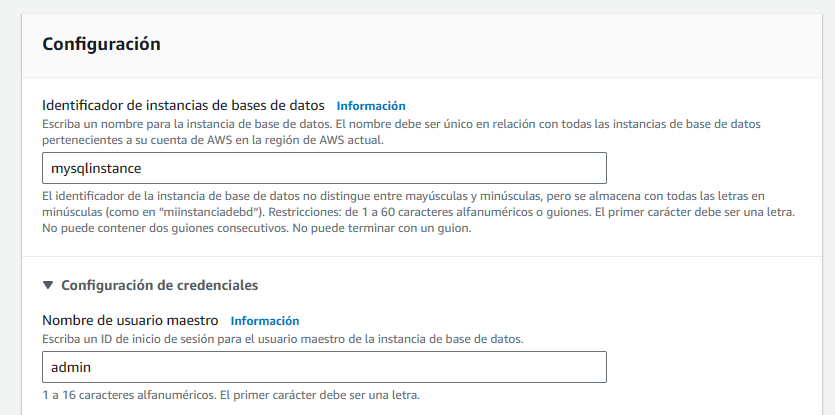 Configuración
Identificador de instancias de bases de datos Información
Escriba un nombre para la instancia de base de datos. El nombre debe ser único en relación con todas las instancias de base de datos
pertenecientes a su cuenta de AWS en la región de AWS actual.
mysqlinstance
El identificador de la instancia de base de datos no distingue entre mayúsculas y minúsculas, pero se almacena con todas las letras en
minúsculas (como en “miinstanciadebd”). Restricciones: de 1 a 60 caracteres alfanuméricos o guiones. El primer carácter debe ser una letra.
No puede contener dos guiones consecutivos. No puede terminar con un guion.
▼ Configuración de credenciales
Nombre de usuario maestro Información
Escriba un ID de inicio de sesión para el usuario maestro de la instancia de base de datos.
admin
1 a 16 caracteres alfanuméricos. El primer carácter debe ser una letra.